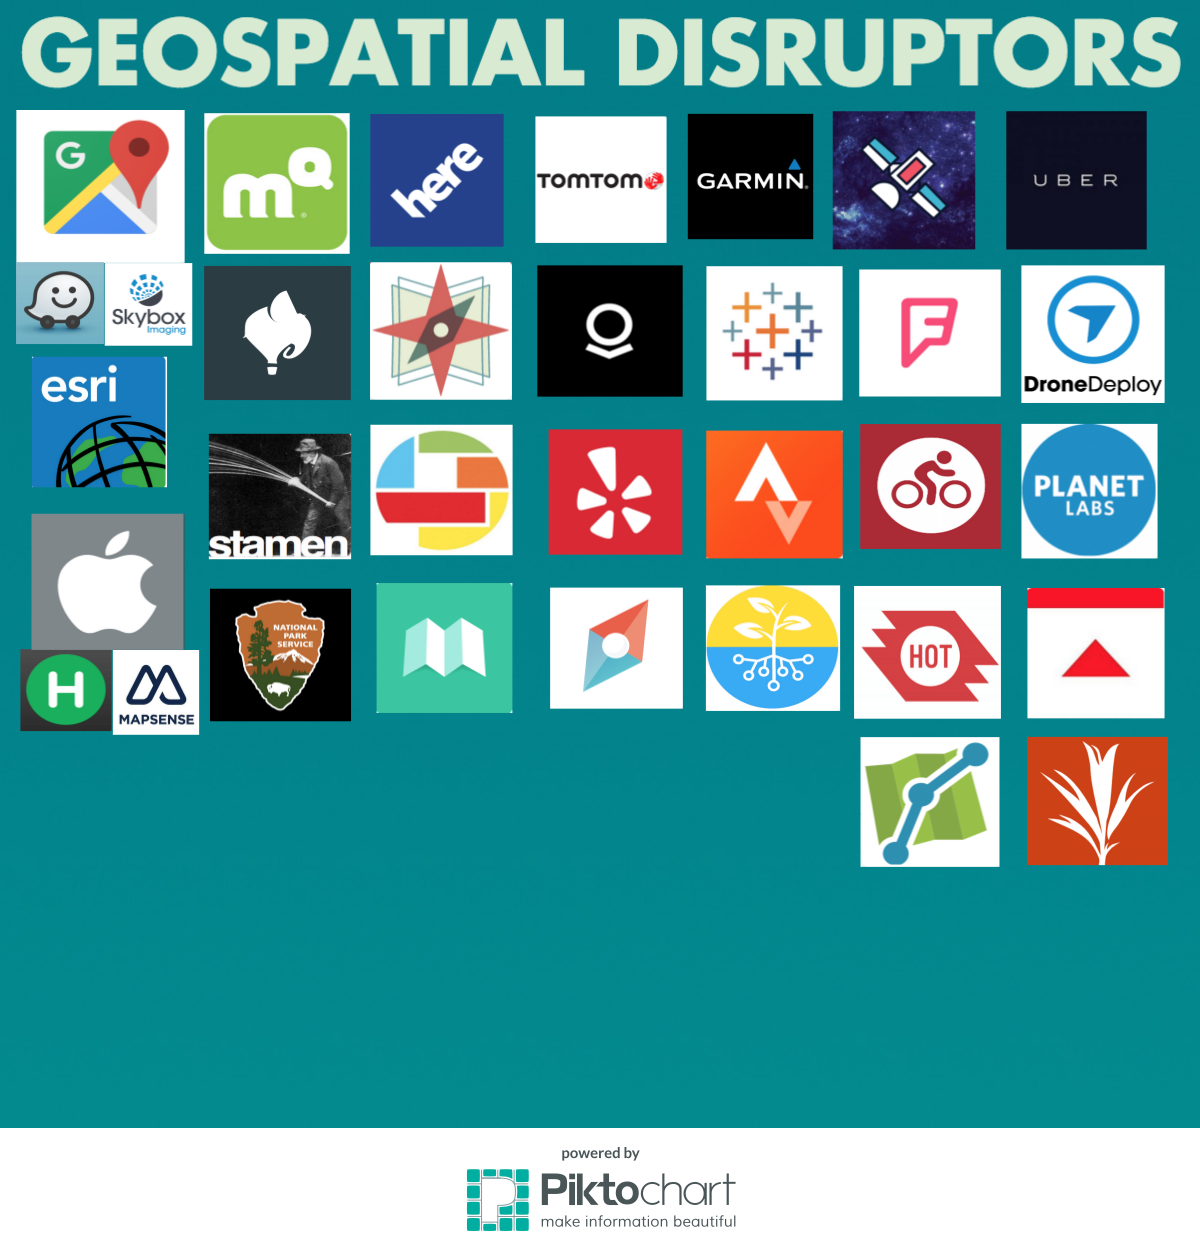 GEOSPATIAL DISRUPTORS
G
mQ
here
TOMTOM
GARMIN
UBER
Skybox
Imaging
DroneDeploy
esri
stamen
PLANET
LABS
NATIONAL
PARK
SERVICE
HOT
H
MAPSENSE
powered by
Piktochart
make information beautiful